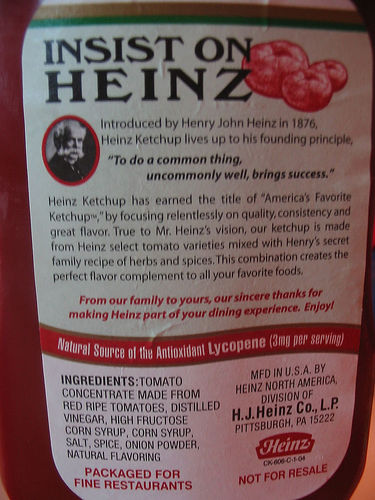 INSIST ON
HEINZ
Introduced by Henry John Heinz in 1876,
Heinz Ketchup lives up to his founding principle,
"To do a common thing,
uncommonly well, brings success."
Heinz Ketchup has earned the title of "America's Favorite
Ketchup™," by focusing relentlessly on quality, consistency and
great flavor. True to Mr. Heinz's vision, our ketchup is made
from Heinz select tomato varieties mixed with Henry's secret
family recipe of herbs and spices. This combination creates the
perfect flavor complement to all your favorite foods.
From our family to yours, our sincere thanks for
making Heinz part of your dining experience. Enjoy!
Natural Source of the Antioxidant Lycopene (3mg per serving)
INGREDIENTS: TOMATO
CONCENTRATE MADE FROM
RED RIPE TOMATOES, DISTILLED
VINEGAR, HIGH FRUCTOSE
CORN SYRUP, CORN SYRUP,
SALT, SPICE, ONION POWDER,
NATURAL FLAVORING
PACKAGED FOR
FINE RESTAURANTS
MFD IN U.S.A. BY
HEINZ NORTH AMERICA,
DIVISION OF
H.J. Heinz Co., L.P.
PITTSBURGH, PA 15222
Heinz
CK-606-C-1-04
NOT FOR RESALE